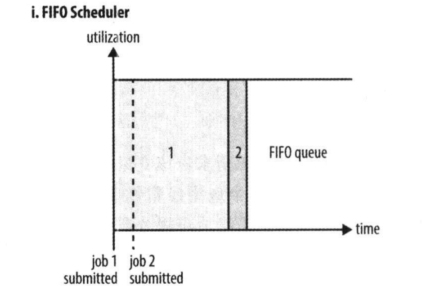 i. FIFO Scheduler
utilization
1
2
FIFO queue
time
job 1
submitted
job 2
submitted